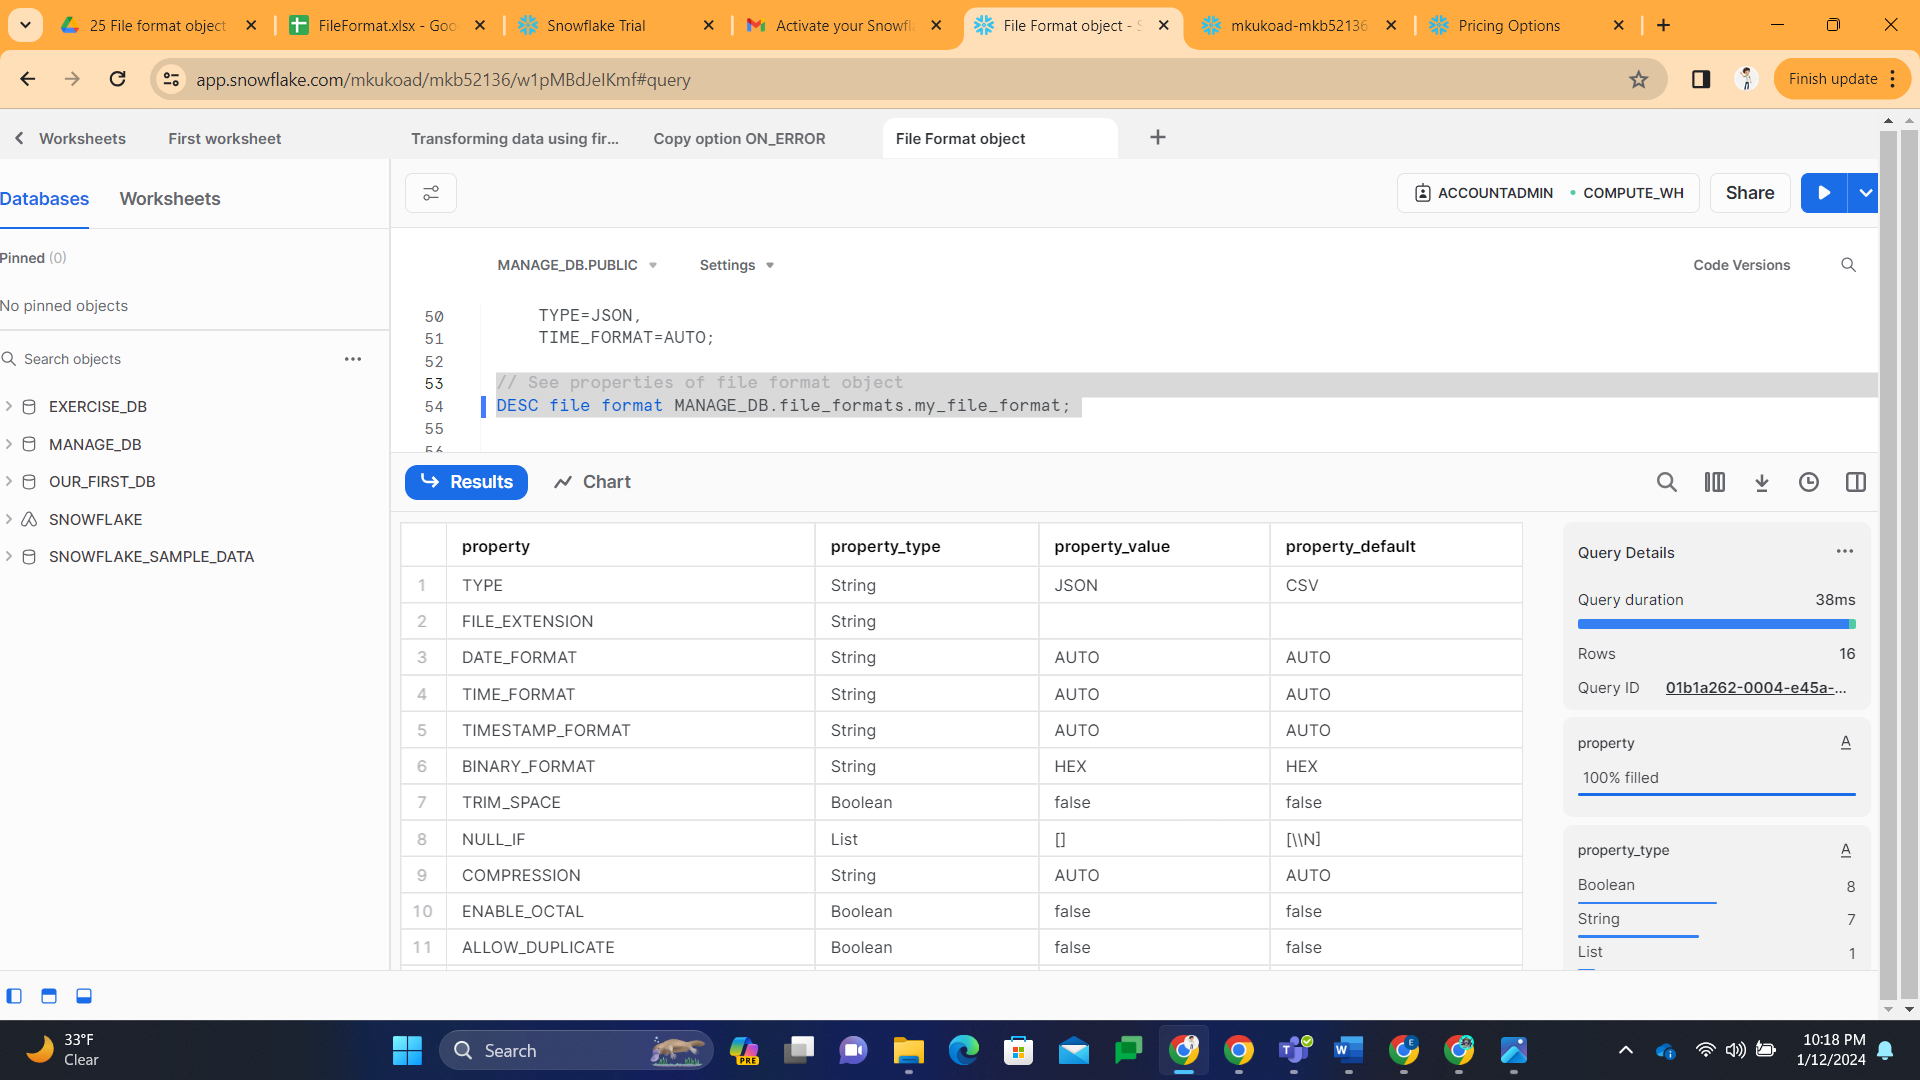 25 File format object
FileFormat.xlsx - Goo
Snowflake Trial
Activate your Snowfl
File Format object - S
mkukoad-mkb52136
Pricing Options
app.snowflake.com/mkukoad/mkb52136/w1pMBdJeIKmf#query
Finish update
Worksheets
First worksheet
Transforming data using fir...
Copy option ON_ERROR
File Format object
Databases
Worksheets
ACCOUNTADMIN
COMPUTE_WH
Share
Pinned (0)
No pinned objects
Search objects
EXERCISE_DB
MANAGE_DB
OUR_FIRST_DB
SNOWFLAKE
SNOWFLAKE_SAMPLE_DATA
MANAGE_DB.PUBLIC
Settings
Code Versions
50 TYPE=JSON,
51 TIME_FORMAT=AUTO;
52
53 // See properties of file format object
54 DESC file format MANAGE_DB.file_formats.my_file_format;
55
56
Results
Chart
property property_type property_value property_default
1 TYPE String JSON CSV
2 FILE_EXTENSION String
3 DATE_FORMAT String AUTO AUTO
4 TIME_FORMAT String AUTO AUTO
5 TIMESTAMP_FORMAT String AUTO AUTO
6 BINARY_FORMAT String HEX HEX
7 TRIM_SPACE Boolean false false
8 NULL_IF List [] [\\N]
9 COMPRESSION String AUTO AUTO
10 ENABLE_OCTAL Boolean false false
11 ALLOW_DUPLICATE Boolean false false
Query Details
Query duration 38ms
Rows 16
Query ID 01b1a262-0004-e45a-...
property A
100% filled
property_type A
Boolean 8
String 7
List 1
33°F
Clear
Search
PRE
10:18 PM
1/12/2024